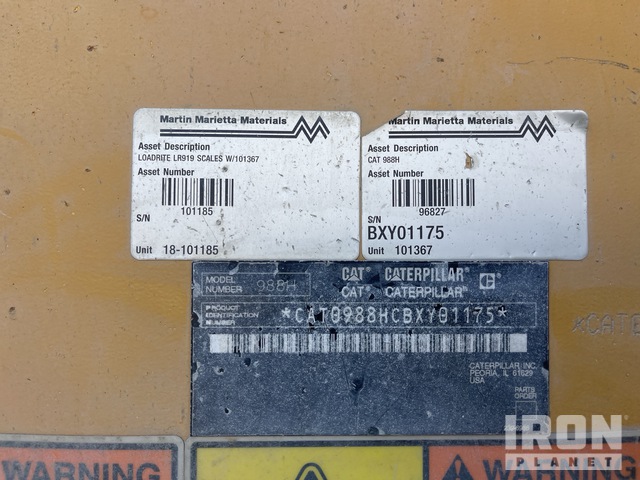 Martin Marietta Materials
Asset Description
LOADRITE LR919 SCALES W/101367
Asset Number
101185
S/N
Unit 18-101185
Martin Marietta Materials
Asset Description
CAT 988H
Asset Number
96827
S/N
BXY01175
Unit 101367
MODEL NUMBER 988H
CAT CATERPILLAR
CAT CATERPILLAR
PRODUCT IDENTIFICATION NUMBER
*CAT0988HCBXY01175*
*CATE
CATERPILLAR INC.
PEORIA, IL 61629
USA
PARTS
ORDER
WARNING
WARNING
IRON
PLANET